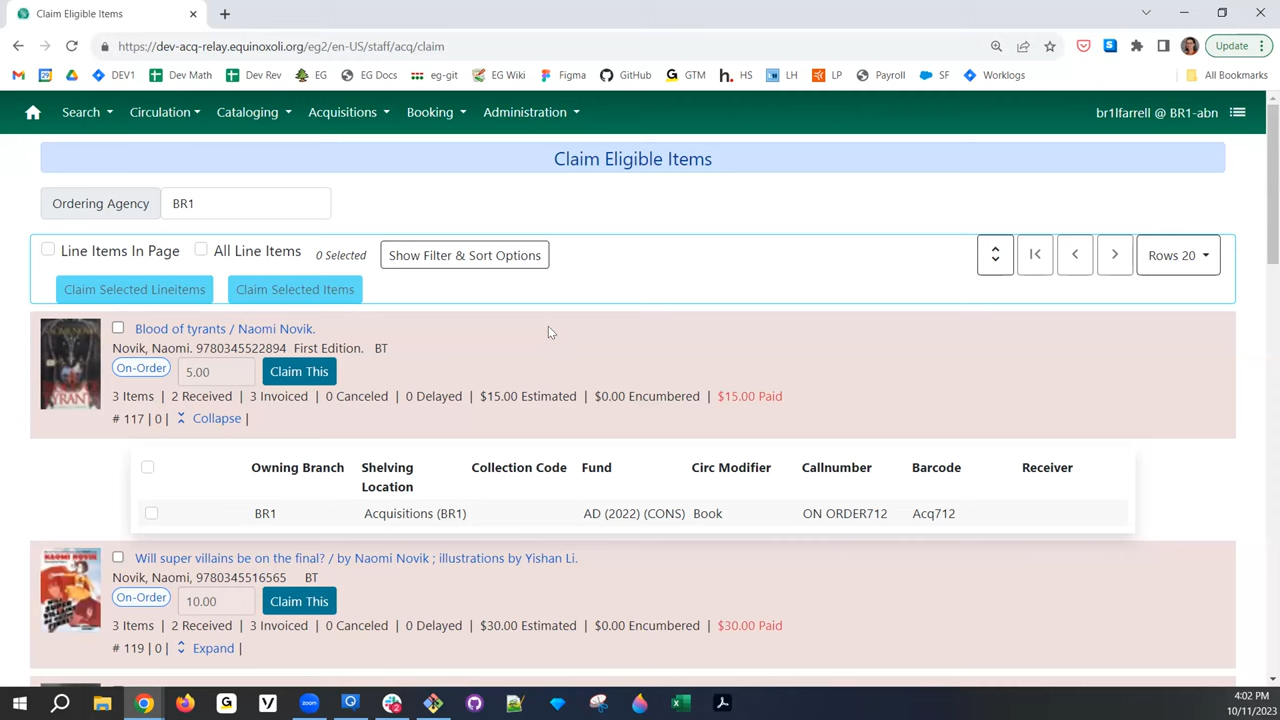 Claim Eligible Items
https://dev-acq-relay.equinoxoli.org/eg2/en-US/staff/acq/claim
Update
DEV1 Dev Math Dev Rev EG EG Docs eg-git EG Wiki Figma GitHub GTM HS LH LP Payroll SF Worklogs All Bookmarks
Search Circulation Cataloging Acquisitions Booking Administration br1lfarrell @ BR1-abn
Claim Eligible Items
Ordering Agency BR1
Line Items In Page All Line Items 0 Selected Show Filter & Sort Options Rows 20
Claim Selected Lineitems Claim Selected Items
Blood of tyrants / Naomi Novik.
Novik, Naomi. 9780345522894 First Edition. BT
On-Order 5.00 Claim This
3 Items | 2 Received | 3 Invoiced | 0 Canceled | 0 Delayed | $15.00 Estimated | $0.00 Encumbered | $15.00 Paid
# 117 | 0 | Collapse |
Owning Branch Shelving Location Collection Code Fund Circ Modifier Callnumber Barcode Receiver
BR1 Acquisitions (BR1) AD (2022) (CONS) Book ON ORDER712 Acq712
Will super villains be on the final? / by Naomi Novik ; illustrations by Yishan Li.
Novik, Naomi, 9780345516565 BT
On-Order 10.00 Claim This
3 Items | 2 Received | 3 Invoiced | 0 Canceled | 0 Delayed | $30.00 Estimated | $0.00 Encumbered | $30.00 Paid
# 119 | 0 | Expand |
4:02 PM
10/11/2023